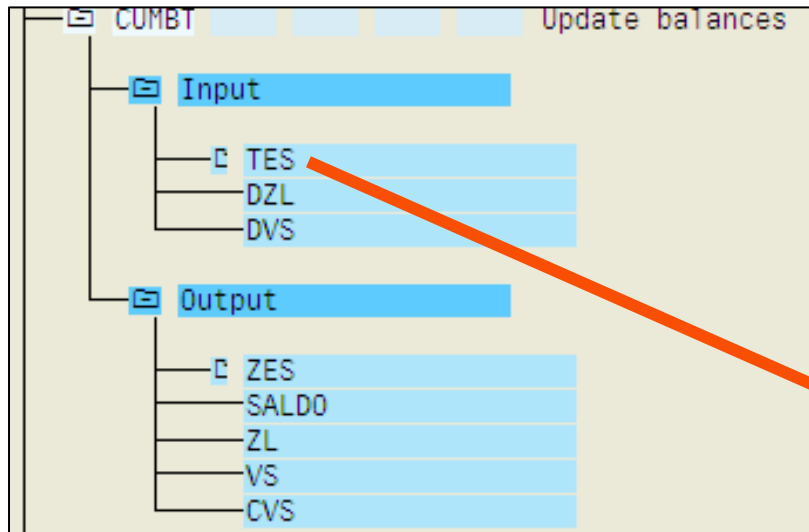 CUMBT Update balances
Input
TES
DZL
DVS
Output
ZES
SALDO
ZL
VS
CVS